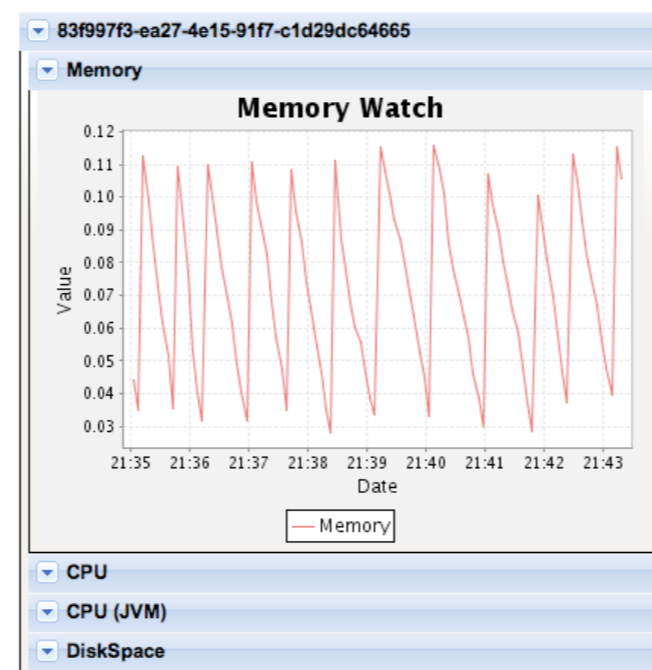 83f997f3-ea27-4e15-91f7-c1d29dc64665
Memory
Memory Watch
0.12
0.11
0.10
0.09
0.08
0.07
0.06
0.05
0.04
0.03
Value
21:35 21:36 21:37 21:38 21:39 21:40 21:41 21:42 21:43
Date
Memory
CPU
CPU (JVM)
DiskSpace